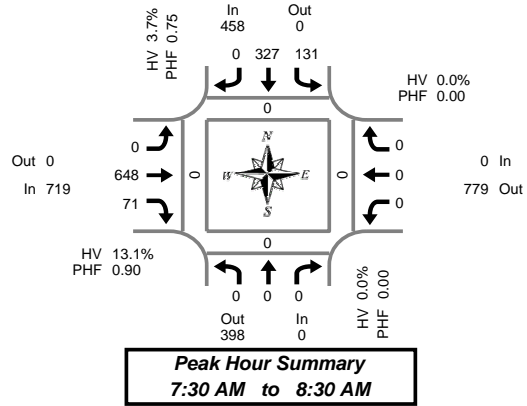 HV 3.7%
PHF 0.75
In Out
458 0
0 327 131
HV 0.0%
PHF 0.00
0
0 0
Out 0 648 0 N W E S 0 0 0 In
In 719 71 0 779 Out
HV 13.1%
PHF 0.90
0
0 0 0
HV 0.0%
PHF 0.00
Out In
398 0
Peak Hour Summary
7:30 AM to 8:30 AM